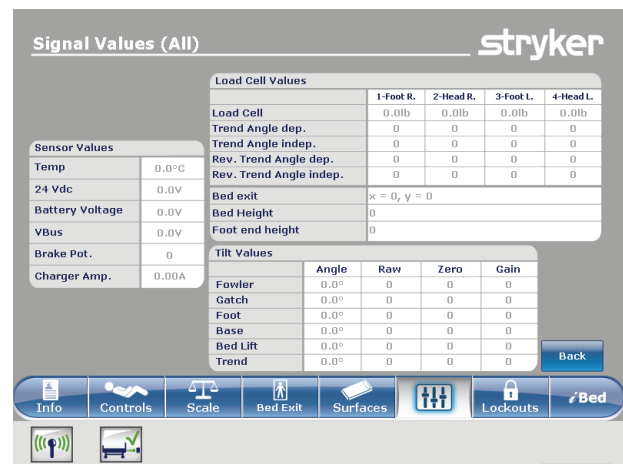 Signal Values (All)
stryker
Load Cell Values
1-Foot R. 2-Head R. 3-Foot L. 4-Head L.
Load Cell 0.0lb 0.0lb 0.0lb 0.0lb
Trend Angle dep. 0 0 0 0
Trend Angle indep. 0 0 0 0
Rev. Trend Angle dep. 0 0 0 0
Rev. Trend Angle indep. 0 0 0 0
Bed exit x = 0, y = 0
Bed Height 0
Foot end height 0
Sensor Values
Temp 0.0°C
24 Vdc 0.0V
Battery Voltage 0.0V
VBus 0.0V
Brake Pot. 0
Charger Amp. 0.00A
Tilt Values
Angle Raw Zero Gain
Fowler 0.0° 0 0 0
Gatch 0.0° 0 0 0
Foot 0.0° 0 0 0
Base 0.0° 0 0 0
Bed Lift 0.0° 0 0 0
Trend 0.0° 0 0 0
Back
Info Controls Scale Bed Exit Surfaces Lockouts iBed